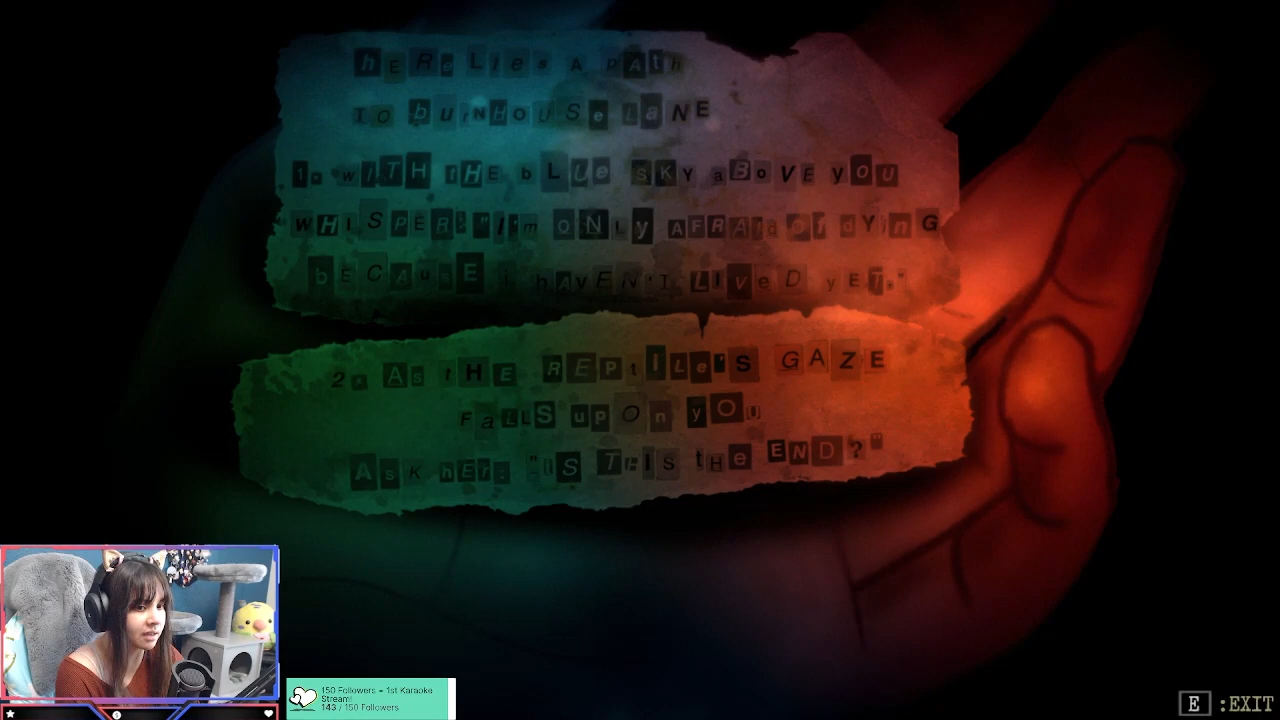 hERe Lies A pAth
TO burNHoUSe LaNE
1. "wiTH tHE bLUe SKY aBoVE yOU
WHISPER: "I'm ONLy AFRAid Of dYinG
bECAusE I hAVEN'T LIVeD yET."
2. As tHE REPtILe'S GAZE
FaLLS upOn yOU
AsK hEr: "IS THIS tHe END?"
150 Followers = 1st Karaoke
Stream!
143 / 150 Followers
E :EXIT